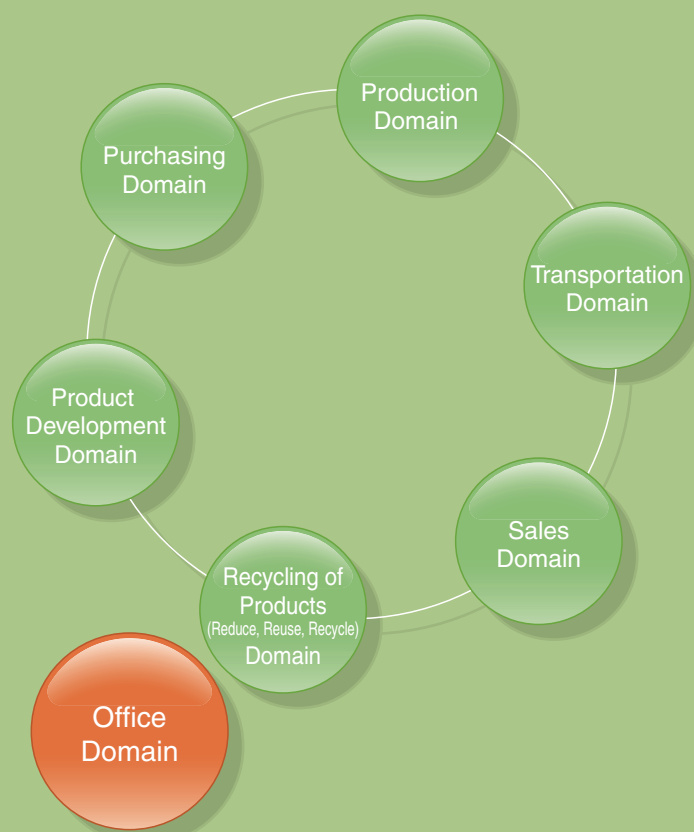 Production
Domain
Purchasing
Domain
Transportation
Domain
Product
Development
Domain
Sales
Domain
Recycling of
Products
(Reduce, Reuse, Recycle)
Domain
Office
Domain